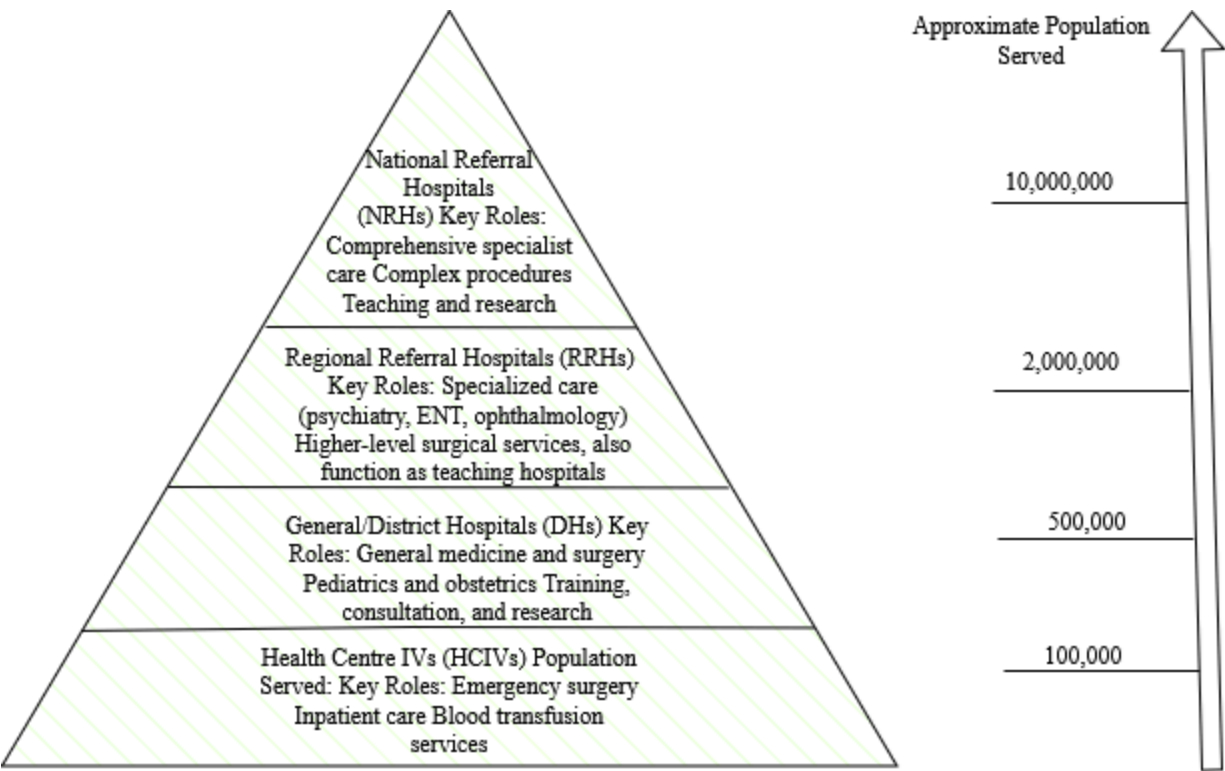 Approximate Population
Served
National Referral
Hospitals
(NRHs) Key Roles:
Comprehensive specialist
care Complex procedures
Teaching and research
10,000,000
Regional Referral Hospitals (RRHs)
Key Roles: Specialized care
(psychiatry, ENT, ophthalmology)
Higher-level surgical services, also
function as teaching hospitals
2,000,000
General/District Hospitals (DHs) Key
Roles: General medicine and surgery
Pediatrics and obstetrics Training,
consultation, and research
500,000
Health Centre IVs (HCIVs) Population
Served: Key Roles: Emergency surgery
Inpatient care Blood transfusion
services
100,000